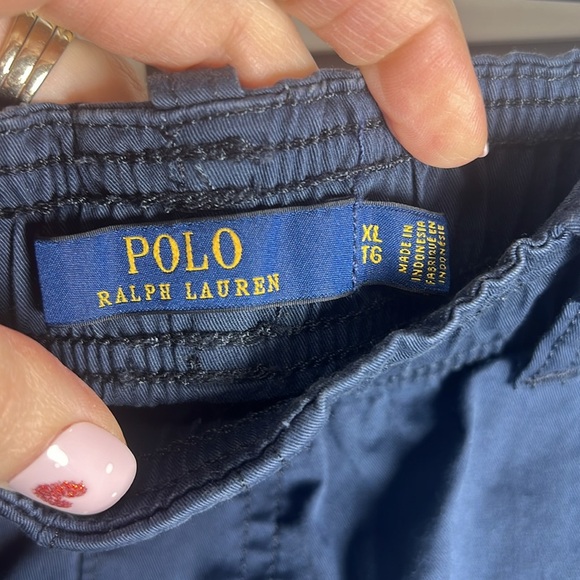 POLO
RALPH LAUREN
XL
TG
MADE IN
INDONESIA
FABRIQUÉ EN
INDONÉSIE